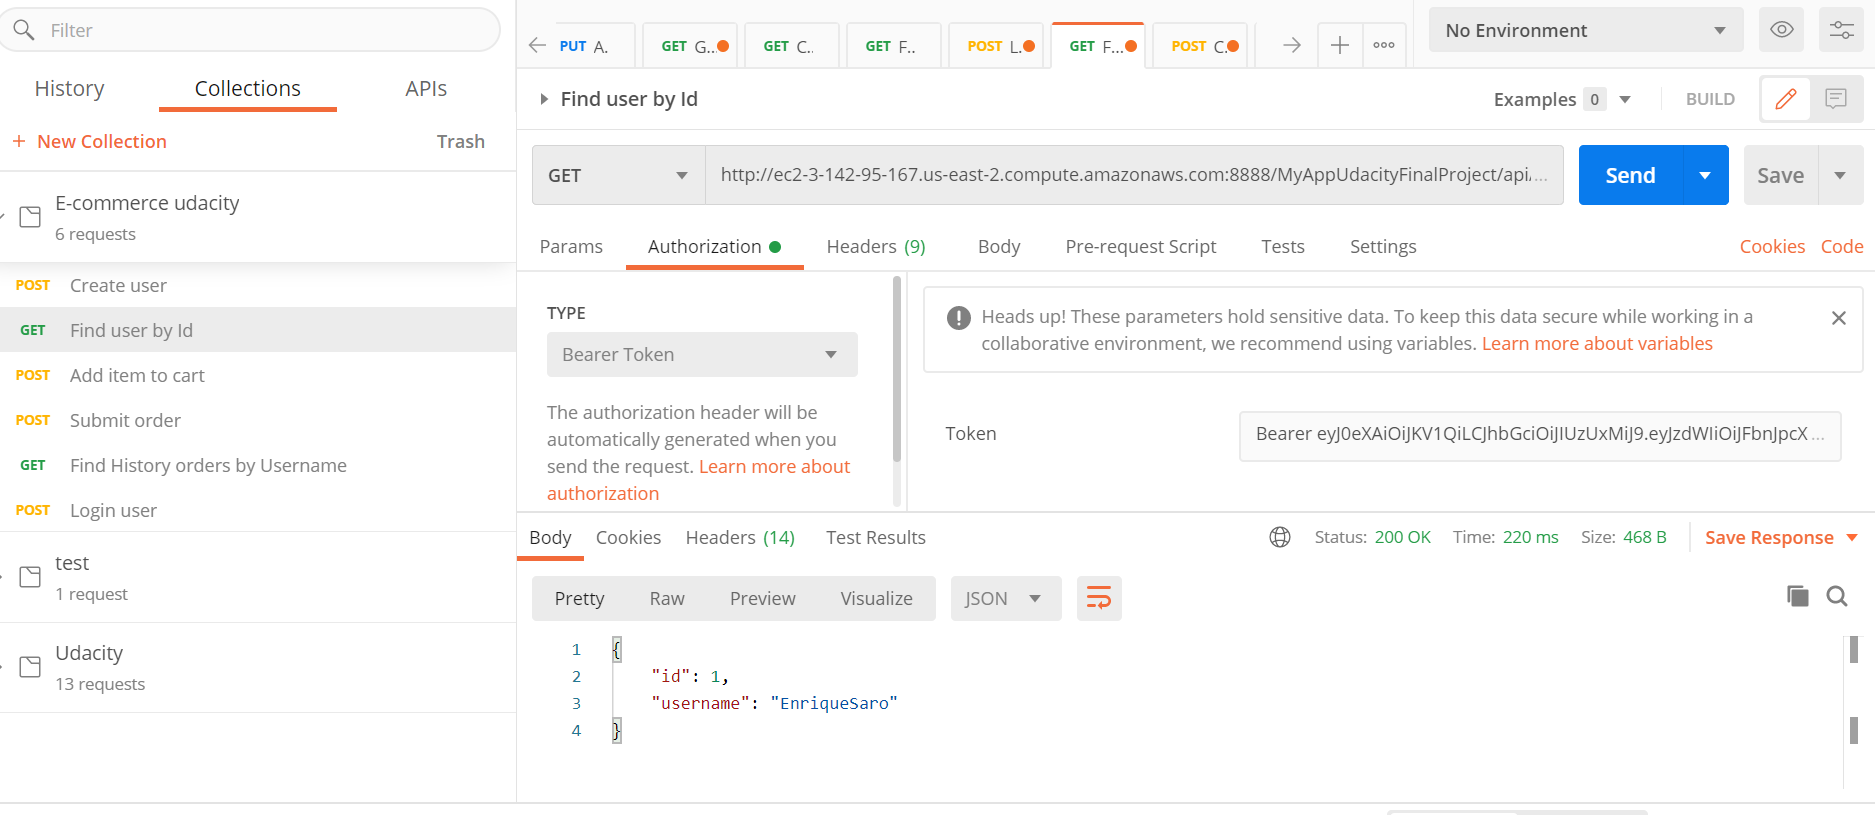 Filter
History Collections APIs
+ New Collection Trash
E-commerce udacity
6 requests
POST Create user
GET Find user by Id
POST Add item to cart
POST Submit order
GET Find History orders by Username
POST Login user
test
1 request
Udacity
13 requests
PUT A. GET G... GET C.. GET F.. POST L. GET F... POST C.
No Environment
Find user by Id
Examples 0 BUILD
GET http://ec2-3-142-95-167.us-east-2.compute.amazonaws.com:8888/MyAppUdacityFinalProject/api/... Send Save
Params Authorization Headers (9) Body Pre-request Script Tests Settings Cookies Code
TYPE
Bearer Token
The authorization header will be
automatically generated when you
send the request. Learn more about
authorization
Heads up! These parameters hold sensitive data. To keep this data secure while working in a
collaborative environment, we recommend using variables. Learn more about variables
Token Bearer eyJ0eXAiOiJKV1QiLCJhbGciOiJIUzUxMiJ9.eyJzdWIiOiJFbnJpcX ...
Body Cookies Headers (14) Test Results Status: 200 OK Time: 220 ms Size: 468 B Save Response
Pretty Raw Preview Visualize JSON
1 {
2 "id": 1,
3 "username": "EnriqueSaro"
4 }